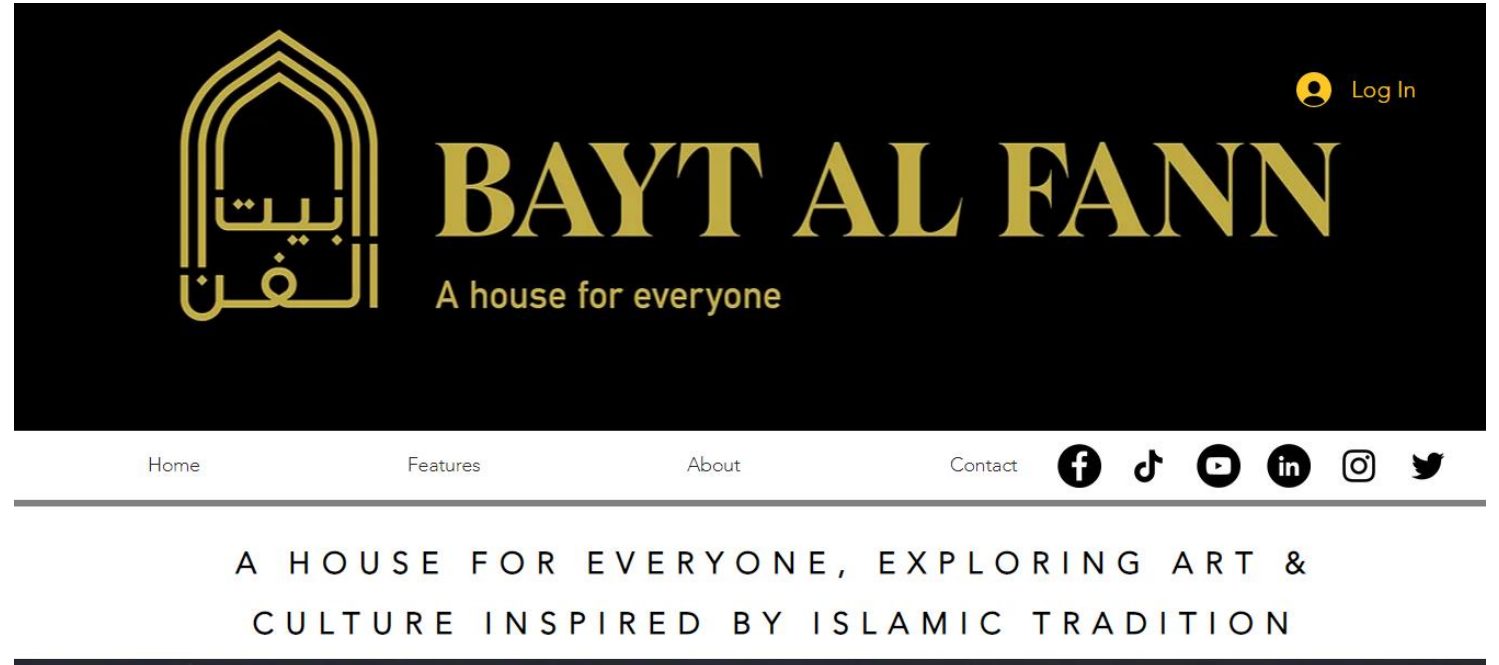 بيت
الفن
BAYT AL FANN
A house for everyone
Log In
Home
Features
About
Contact
A HOUSE FOR EVERYONE, EXPLORING ART &
CULTURE INSPIRED BY ISLAMIC TRADITION